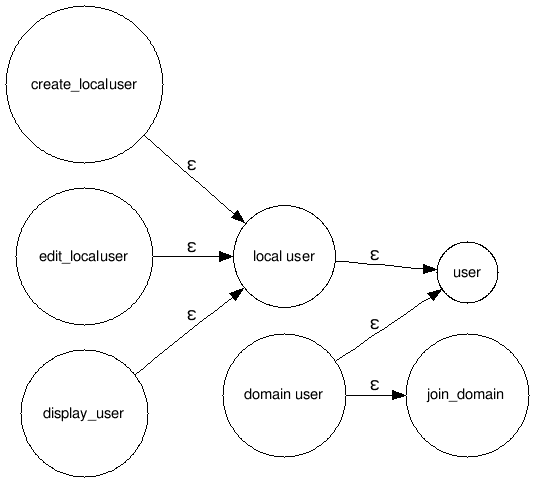 create_localuser
ε
edit_localuser
ε
local user
ε
user
ε
ε
display_user
domain user
ε
join_domain